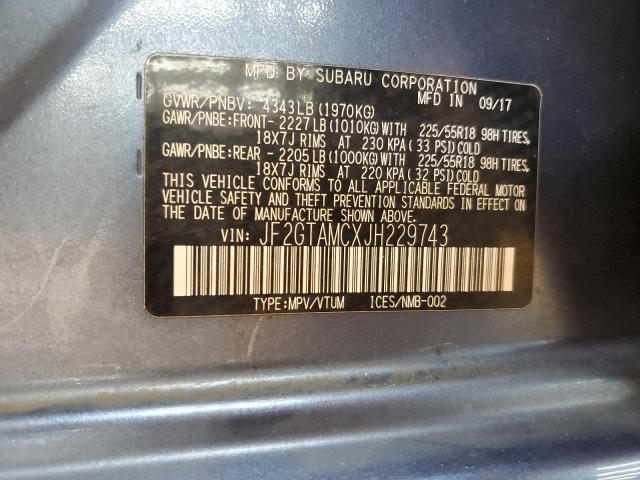 MFD BY SUBARU CORPORATION
GVWR/PNBV: 4343LB (1970KG) MFD IN 09/17
GAWR/PNBE:FRONT- 2227LB (1010KG) WITH 225/55R18 98H TIRES,
18X7J RIMS AT 230 KPA ( 33 PSI) COLD
GAWR/PNBE:REAR - 2205LB (1000KG) WITH 225/55R18 98H TIRES,
18X7J RIMS AT 220 KPA ( 32 PSI) COLD
THIS VEHICLE CONFORMS TO ALL APPLICABLE FEDERAL MOTOR
VEHICLE SAFETY AND THEFT PREVENTION STANDARDS IN EFFECT
ON THE DATE OF MANUFACTURE SHOWN ABOVE.
VIN: JF2GTAMCXJH229743
TYPE:MPV/VTUM ICES/NMB-002